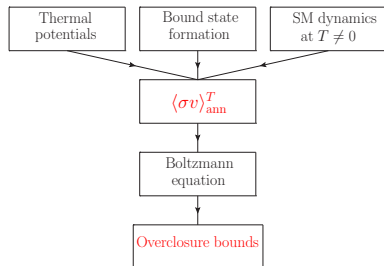 Thermal
potentials
Bound state
formation
SM dynamics
at T ≠ 0
⟨σv⟩ᵀ_ann
Boltzmann
equation
Overclosure bounds